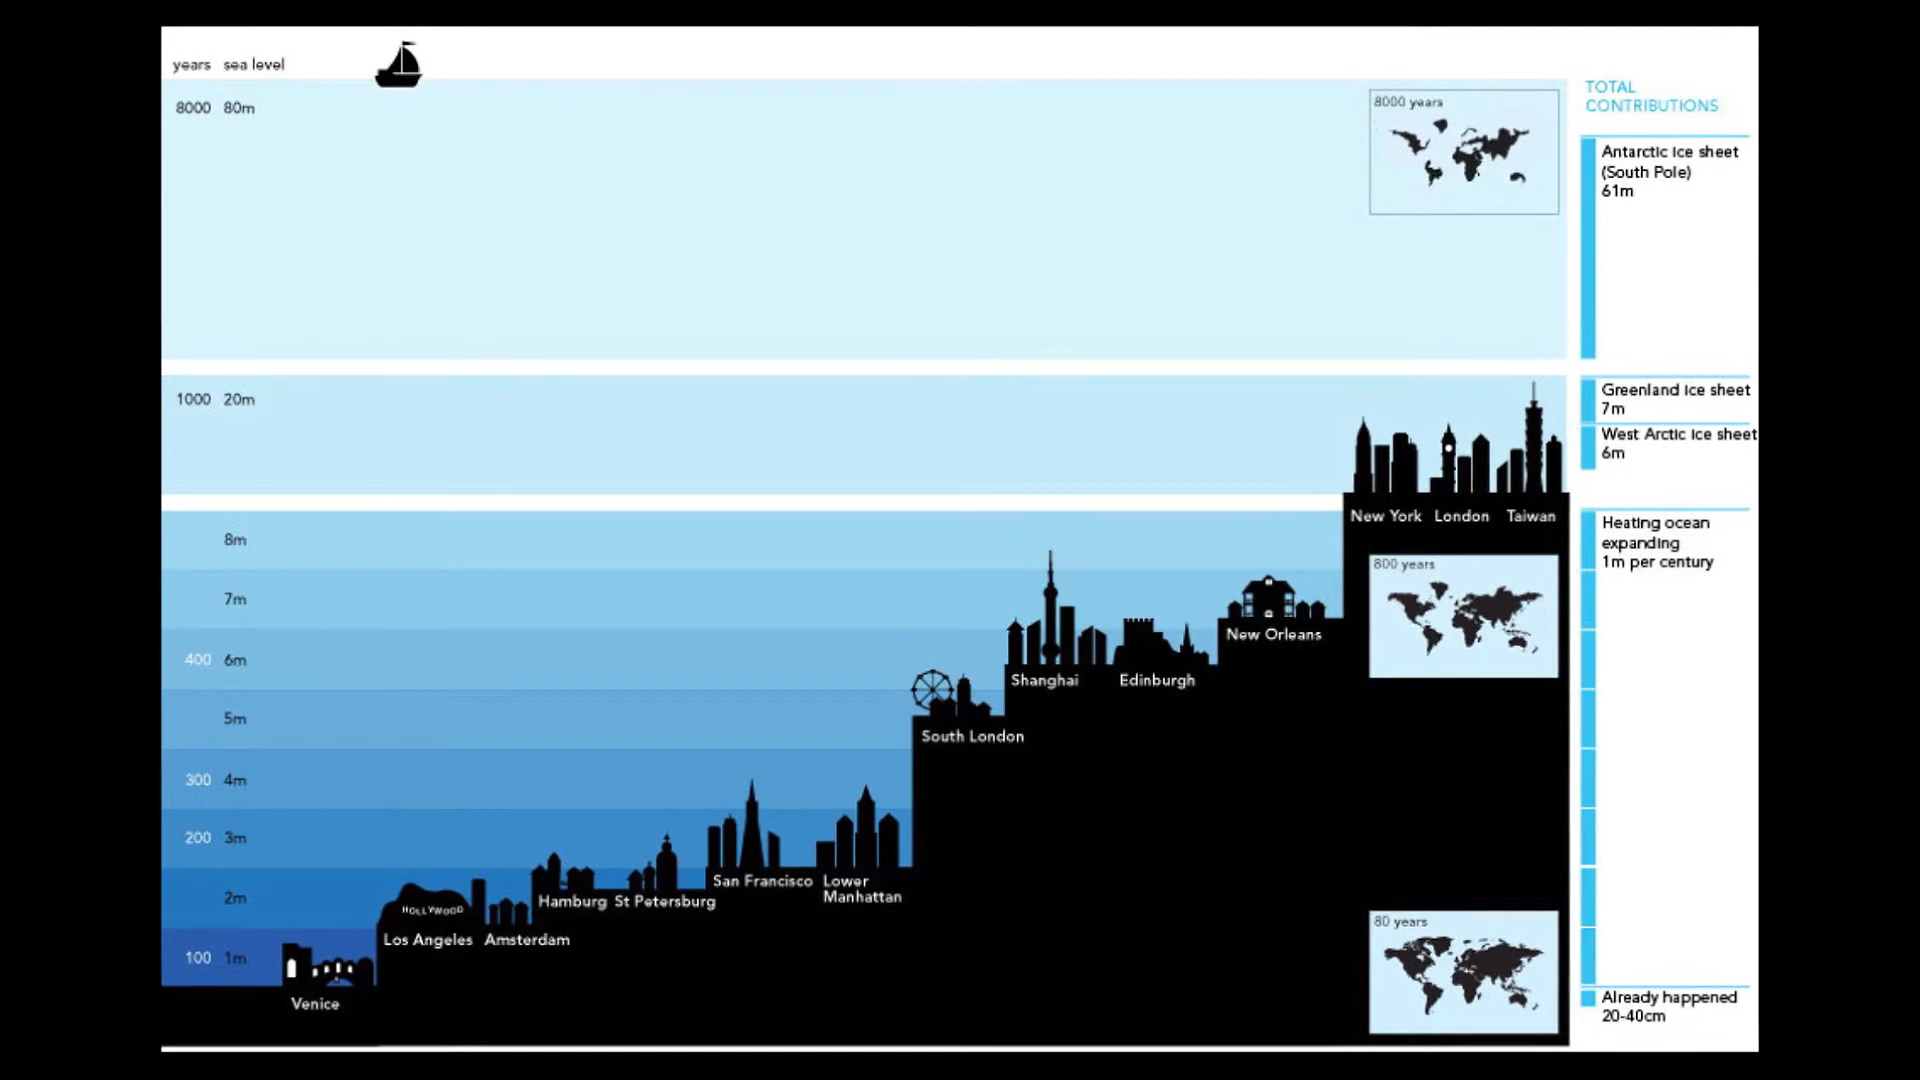 years sea level
8000 80m
8000 years
TOTAL
CONTRIBUTIONS
Antarctic ice sheet
(South Pole)
61m
1000 20m
Greenland ice sheet
7m
West Arctic ice sheet
6m
New York London Taiwan
Heating ocean
expanding
1m per century
8m
800 years
7m
New Orleans
400 6m
Shanghai Edinburgh
5m
South London
300 4m
200 3m
San Francisco Lower
Manhattan
2m
Hamburg St Petersburg
HOLLYWOOD
Los Angeles Amsterdam
80 years
100 1m
Venice
Already happened
20-40cm